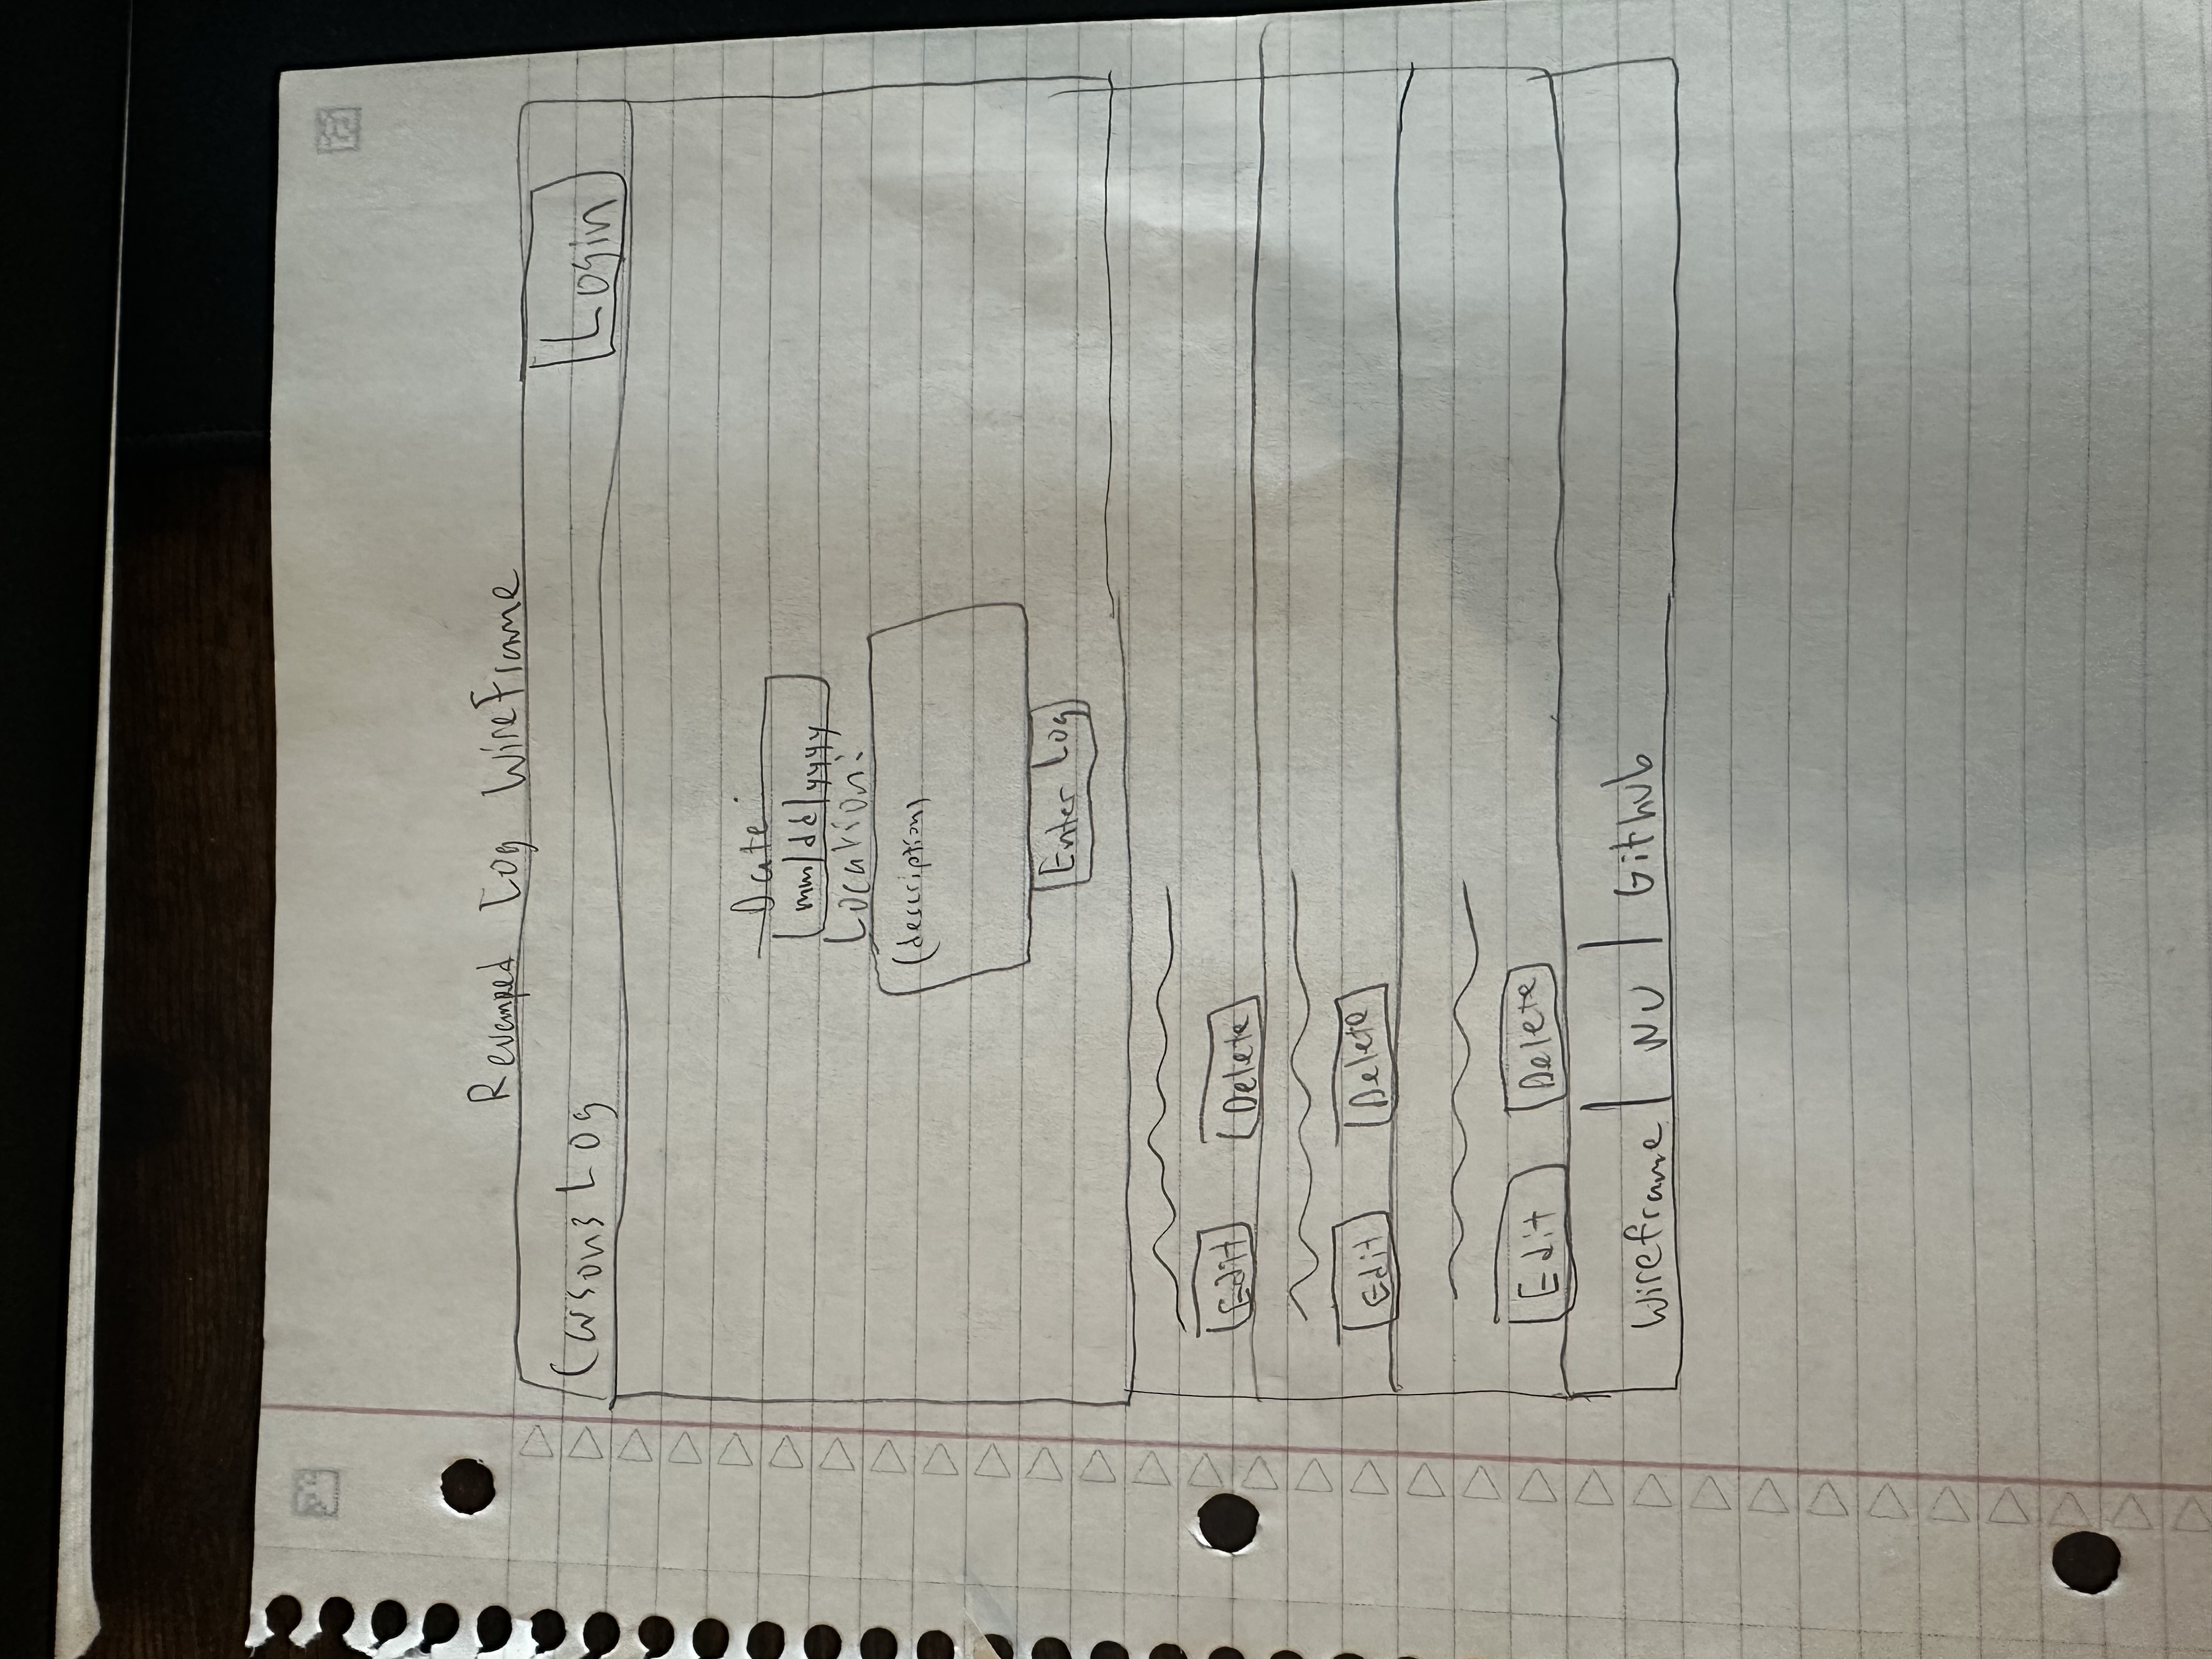 Revamped Log WireFrame
Carsons Log
Login
Date:
mm/dd/yyyy
Location:
(description)
Enter Log
Edit Delete
Edit Delete
Edit Delete
Wireframe | NU | Github